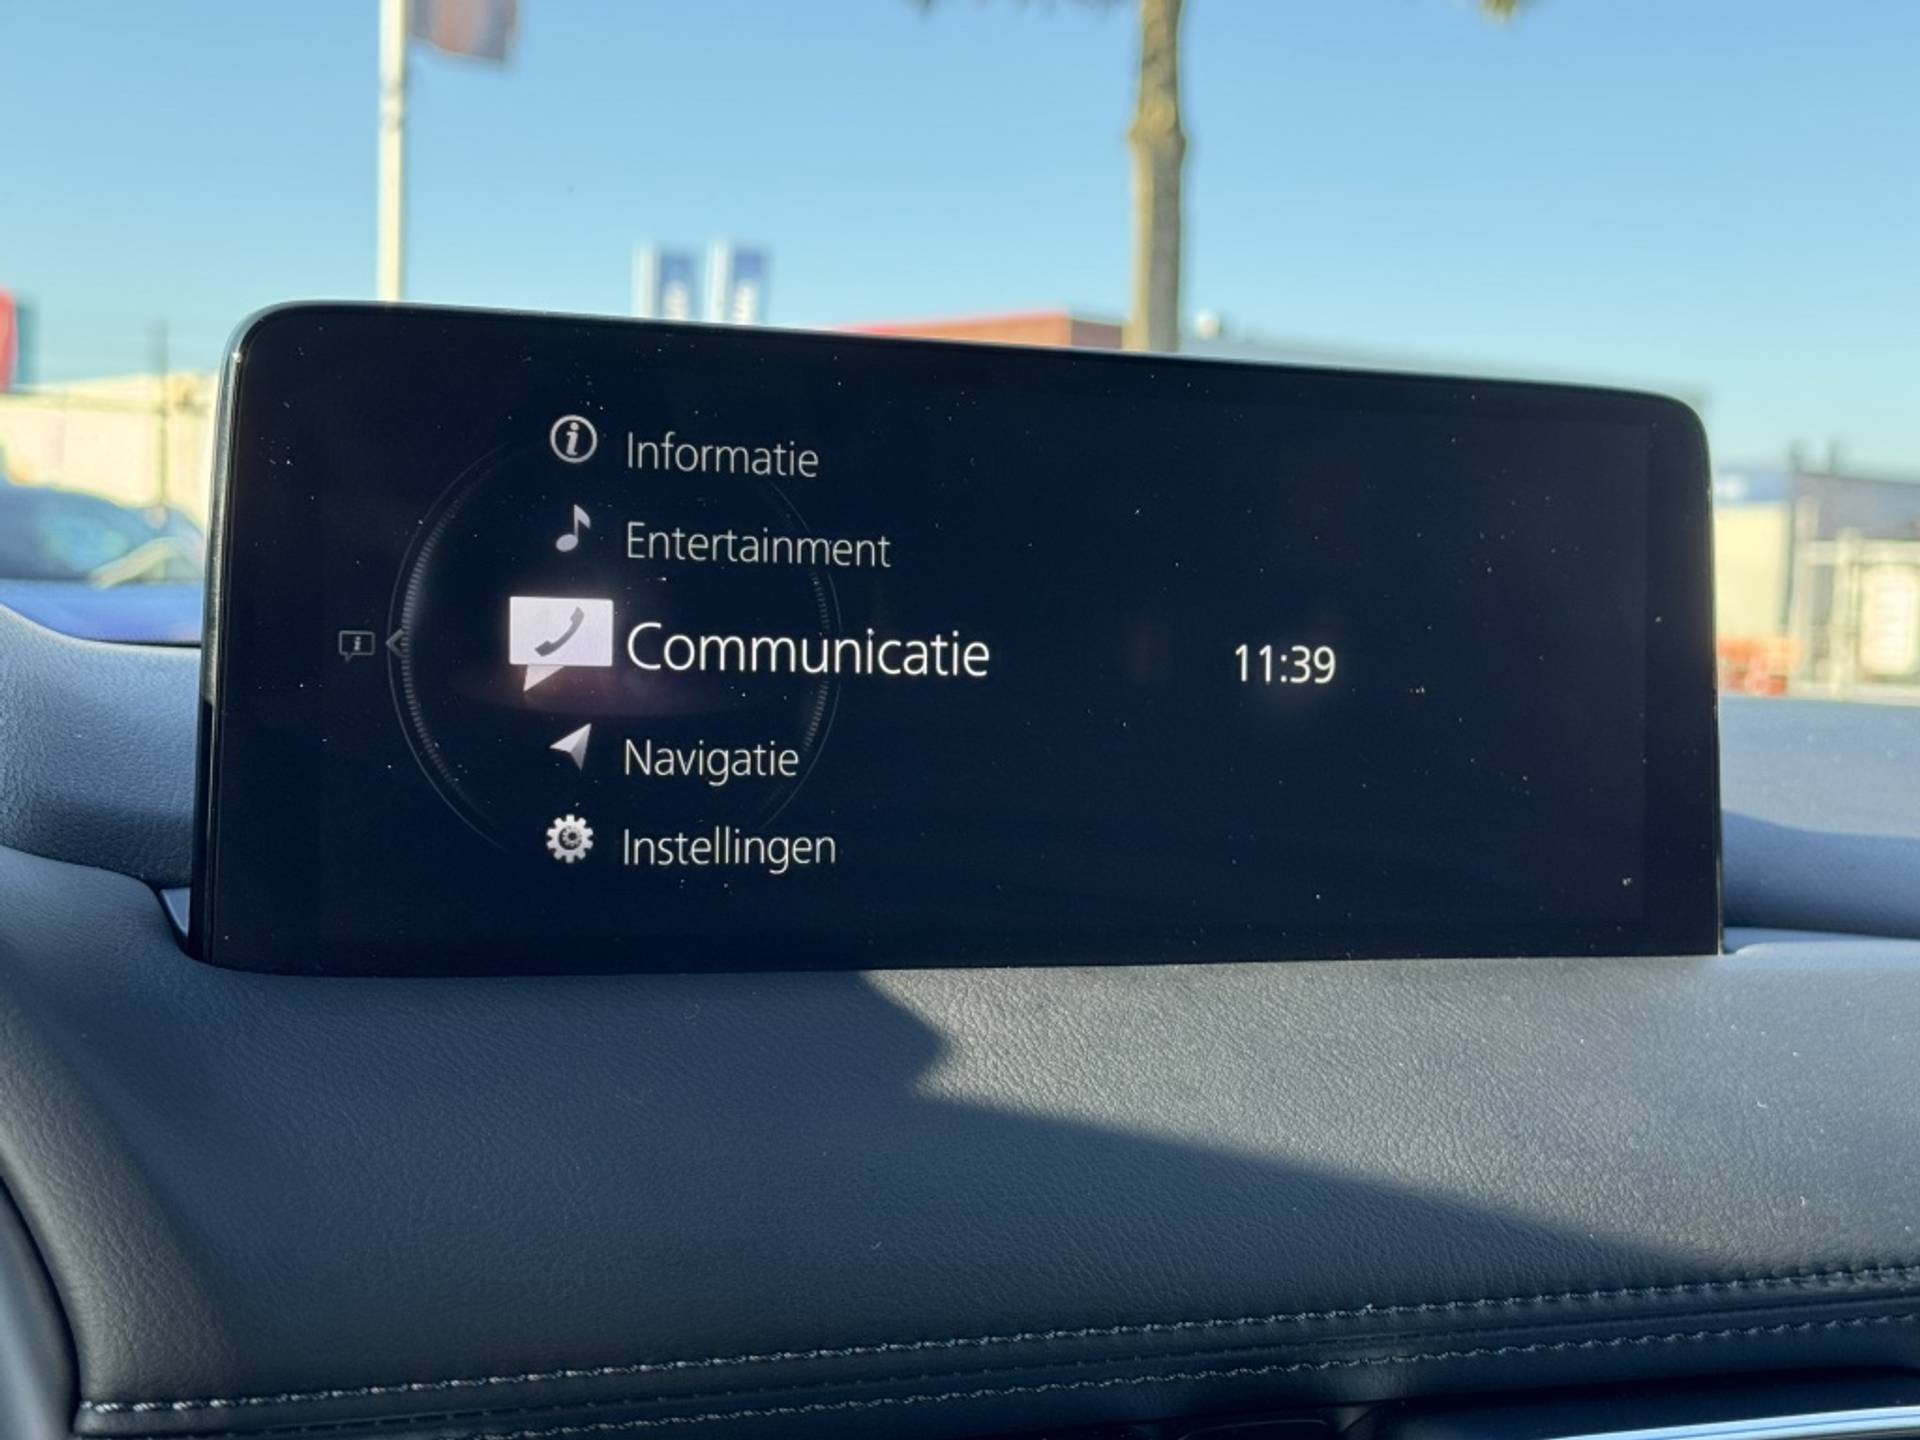 Informatie
Entertainment
Communicatie
11:39
Navigatie
Instellingen